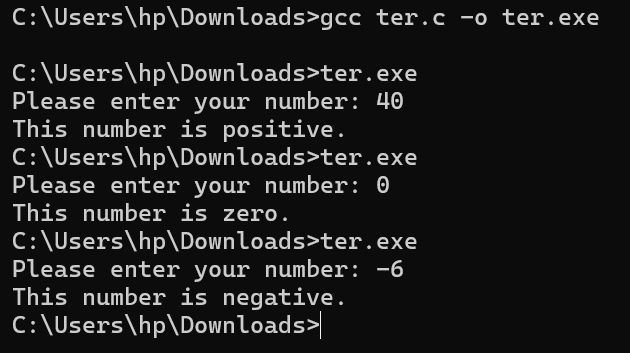 C:\Users\hp\Downloads>gcc ter.c -o ter.exe
C:\Users\hp\Downloads>ter.exe
Please enter your number: 40
This number is positive.
C:\Users\hp\Downloads>ter.exe
Please enter your number: 0
This number is zero.
C:\Users\hp\Downloads>ter.exe
Please enter your number: -6
This number is negative.
C:\Users\hp\Downloads>